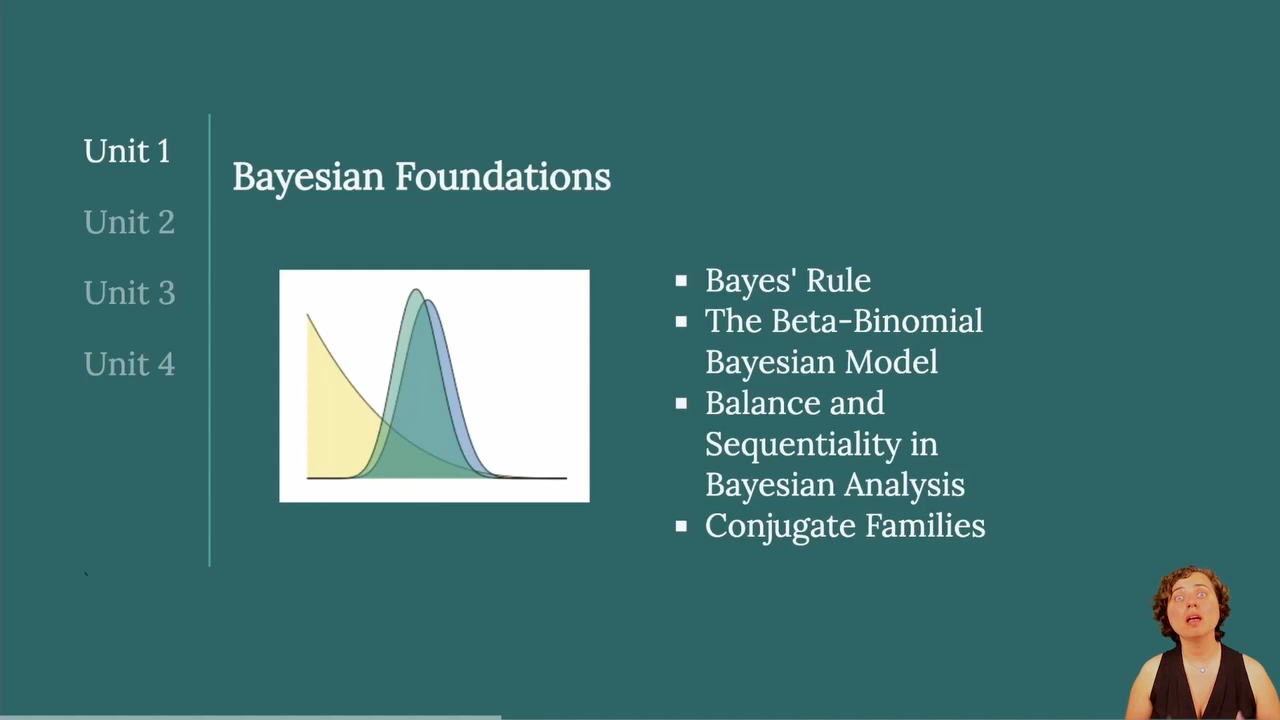 Unit 1
Unit 2
Unit 3
Unit 4
Bayesian Foundations
▪ Bayes' Rule
▪ The Beta-Binomial
Bayesian Model
▪ Balance and
Sequentiality in
Bayesian Analysis
▪ Conjugate Families